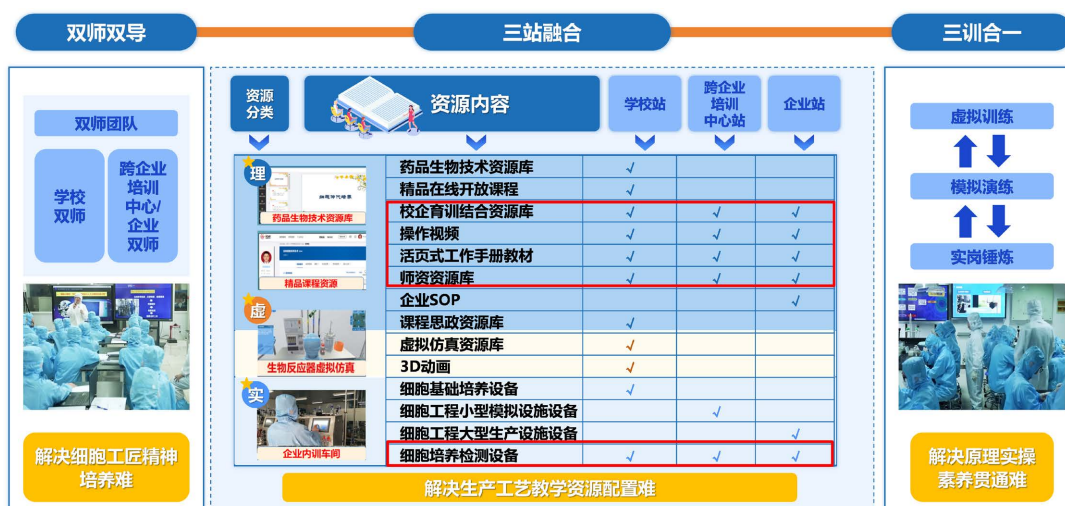 双师双导
三站融合
三训合一
双师团队
学校
双师
跨企业
培训
中心/
企业
双师
解决细胞工匠精神
培养难
资源
分类
资源内容
学校站
跨企业
培训
中心站
企业站
理
药品生物技术资源库
精品课程资源
虚
生物反应器虚拟仿真
实
企业内训车间
药品生物技术资源库 √
精品在线开放课程 √
校企育训结合资源库 √ √ √
操作视频 √ √ √
活页式工作手册教材 √ √ √
师资资源库 √ √ √
企业SOP √
课程思政资源库 √
虚拟仿真资源库 √
3D动画 √
细胞基础培养设备 √
细胞工程小型模拟设施设备 √
细胞工程大型生产设施设备 √
细胞培养检测设备 √ √ √
解决生产工艺教学资源配置难
虚拟训练
模拟演练
实岗锤炼
解决原理实操
素养贯通难